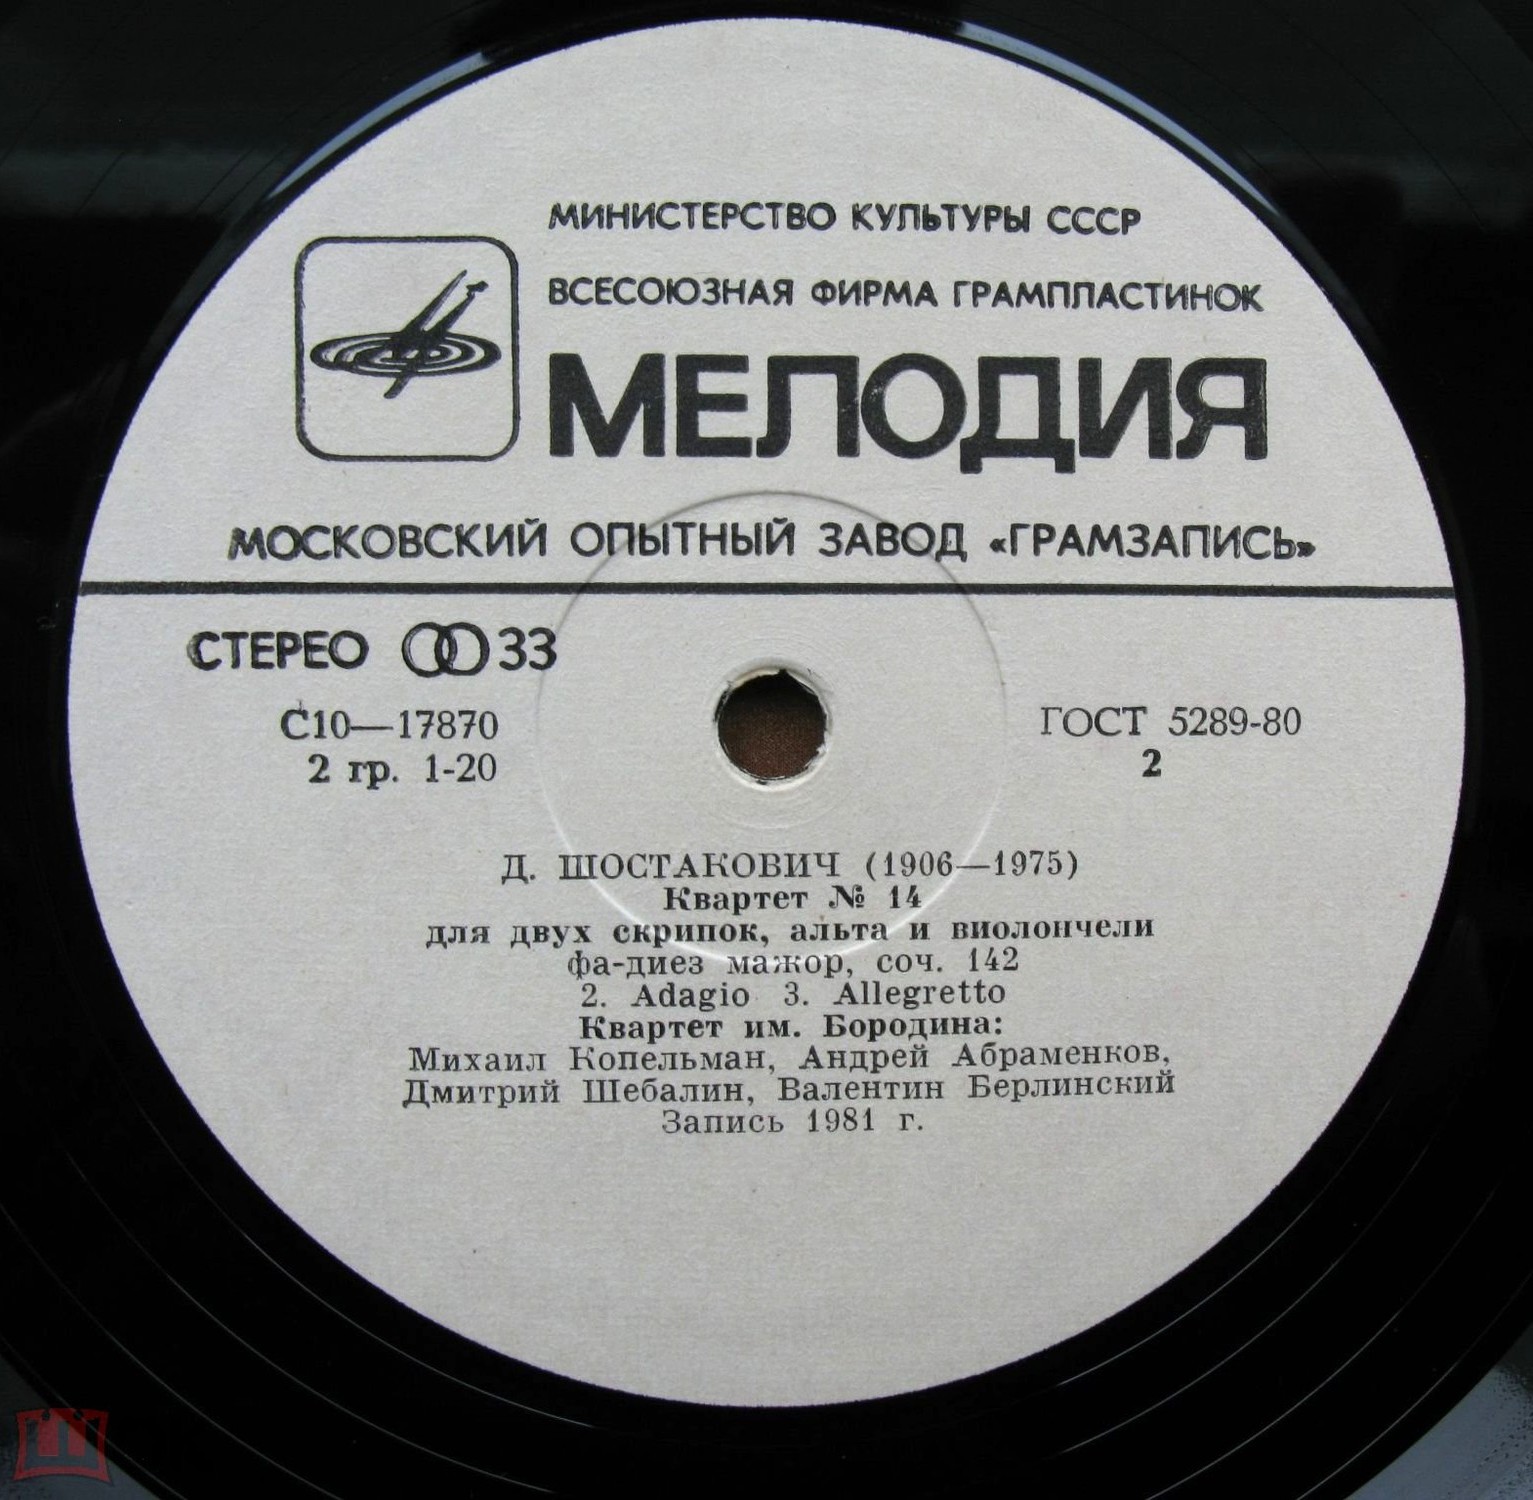 МИНИСТЕРСТВО КУЛЬТУРЫ СССР
ВСЕСОЮЗНАЯ ФИРМА ГРАМПЛАСТИНОК
МЕЛОДИЯ
МОСКОВСКИЙ ОПЫТНЫЙ ЗАВОД «ГРАМЗАПИСЬ»
СТЕРЕО 33
С10—17870
2 гр. 1-20
ГОСТ 5289-80
2
Д. ШОСТАКОВИЧ (1906—1975)
Квартет № 14
для двух скрипок, альта и виолончели
фа-диез мажор, соч. 142
2. Adagio 3. Allegretto
Квартет им. Бородина:
Михаил Копельман, Андрей Абраменков,
Дмитрий Шебалин, Валентин Берлинский
Запись 1981 г.